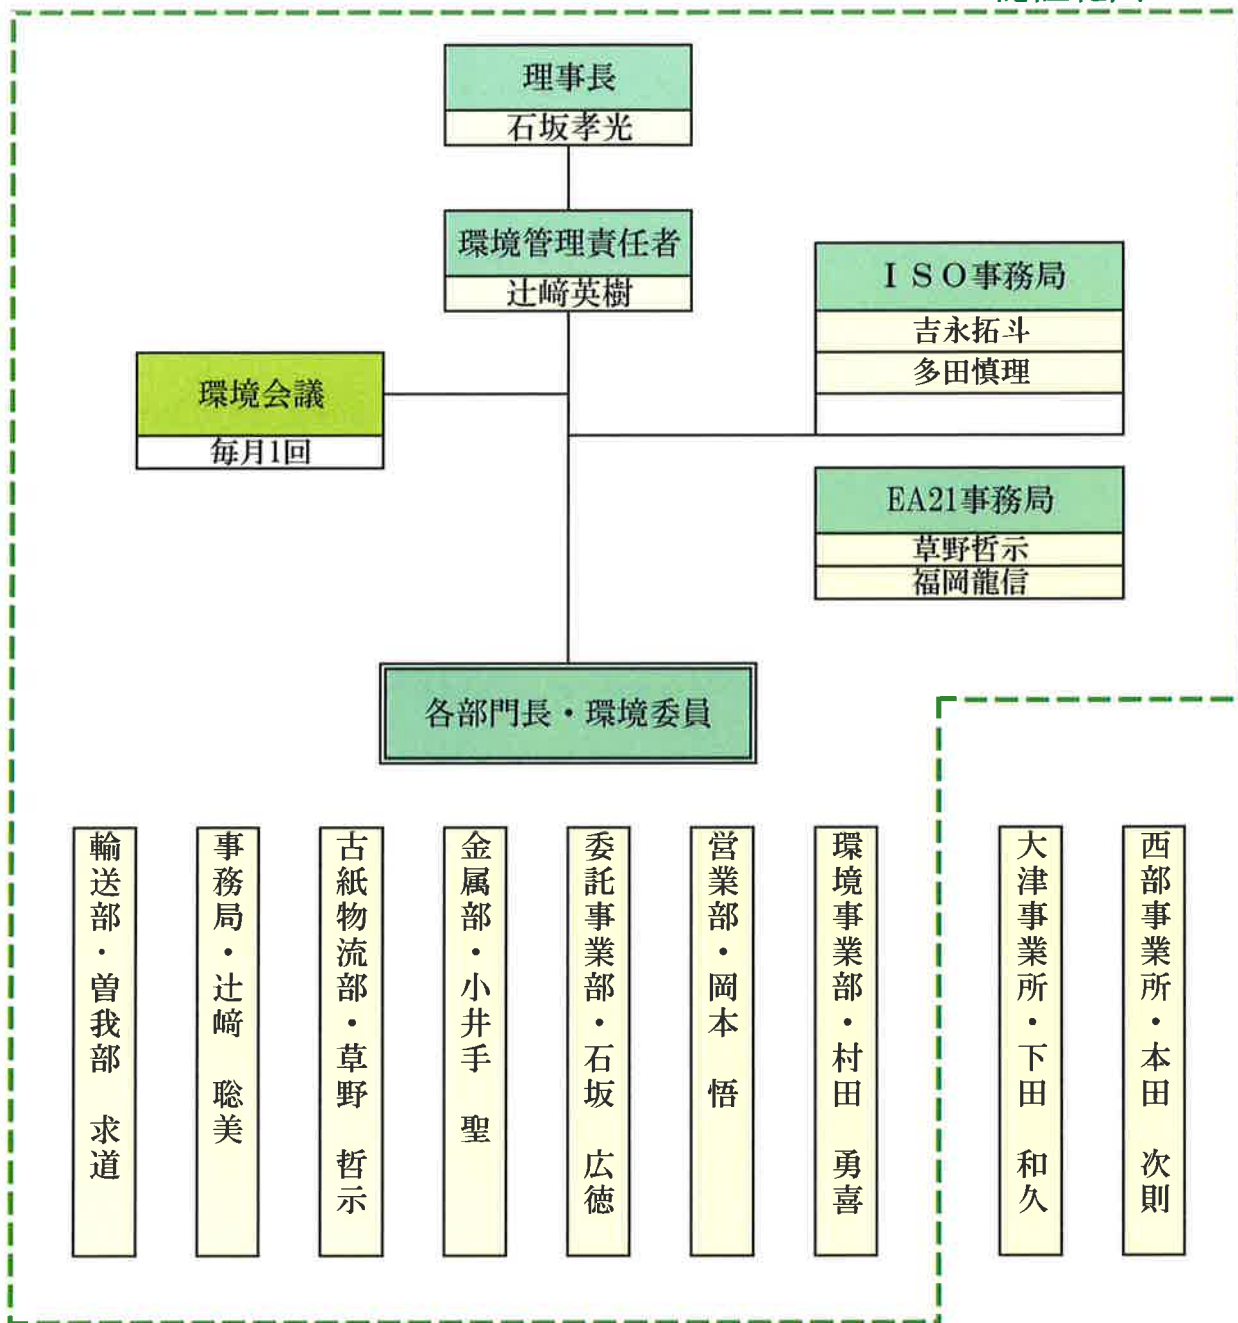 理事長
石坂孝光
環境管理責任者
辻﨑英樹
ＩＳＯ事務局
吉永拓斗
多田慎理
環境会議
毎月1回
EA21事務局
草野哲示
福岡龍信
各部門長・環境委員
輸送部・曽我部　求道
事務局・辻﨑　聡美
古紙物流部・草野　哲示
金属部・小井手　聖
委託事業部・石坂　広徳
営業部・岡本　悟
環境事業部・村田　勇喜
大津事業所・下田　和久
西部事業所・本田　次則